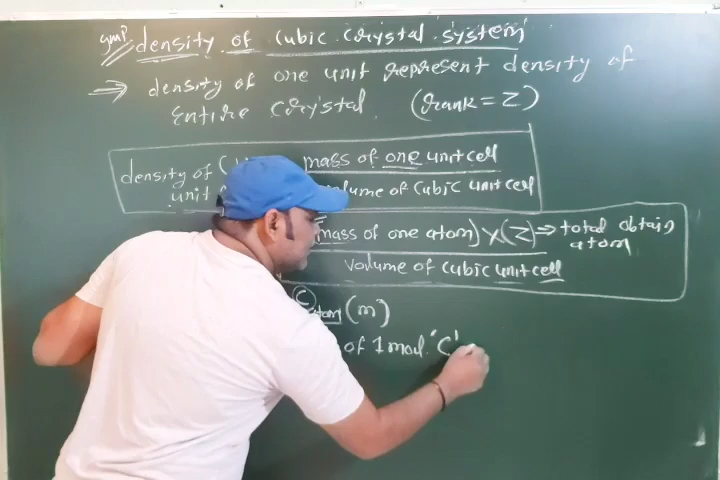 ymp density of cubic crystal system
→ density of one unit represent density of
entire crystal (rank = Z)
density of mass of one unit cell
unit volume of cubic unit cell
mass of one atom) X (Z) ⇒ total obtain
atom
volume of cubic unit cell
C
atom (m)
of 1 mol "C"